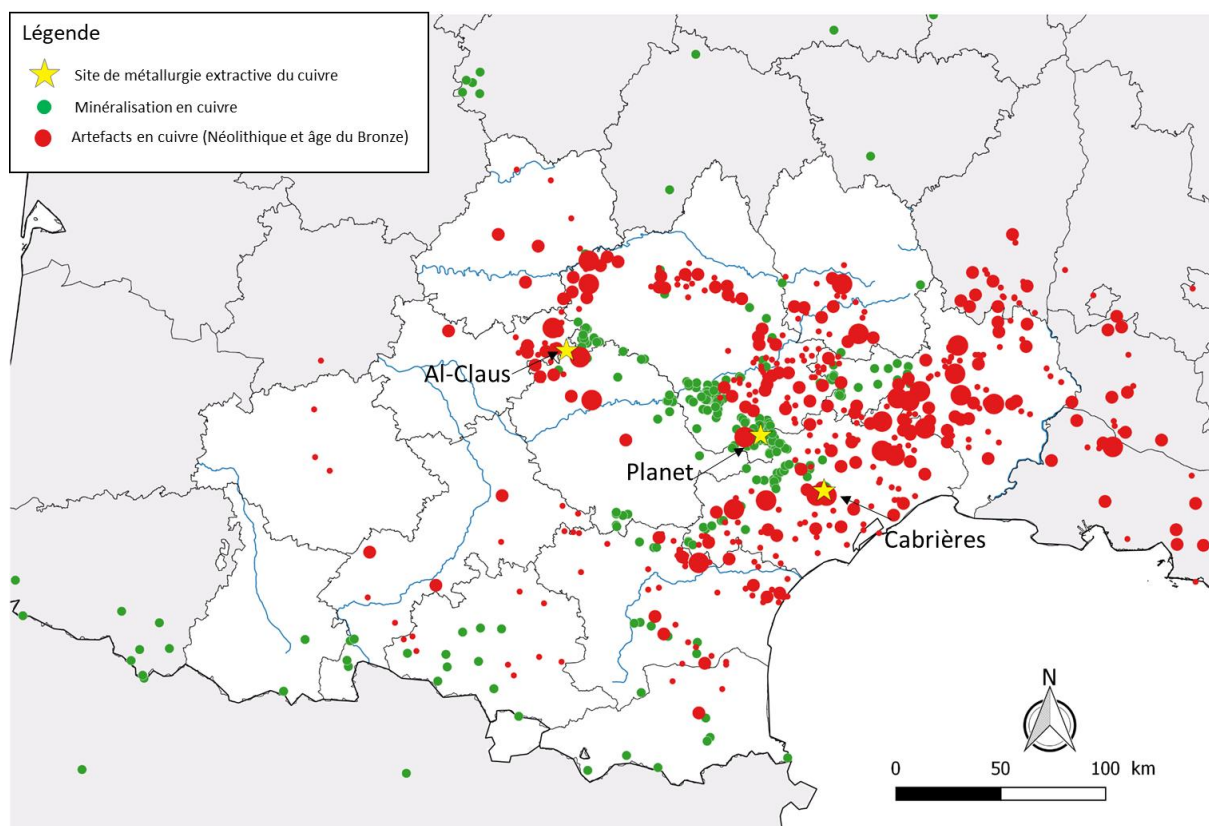 Légende
Site de métallurgie extractive du cuivre
Minéralisation en cuivre
Artefacts en cuivre (Néolithique et âge du Bronze)
Al-Claus
Planet
Cabrières
N
0 50 100 km